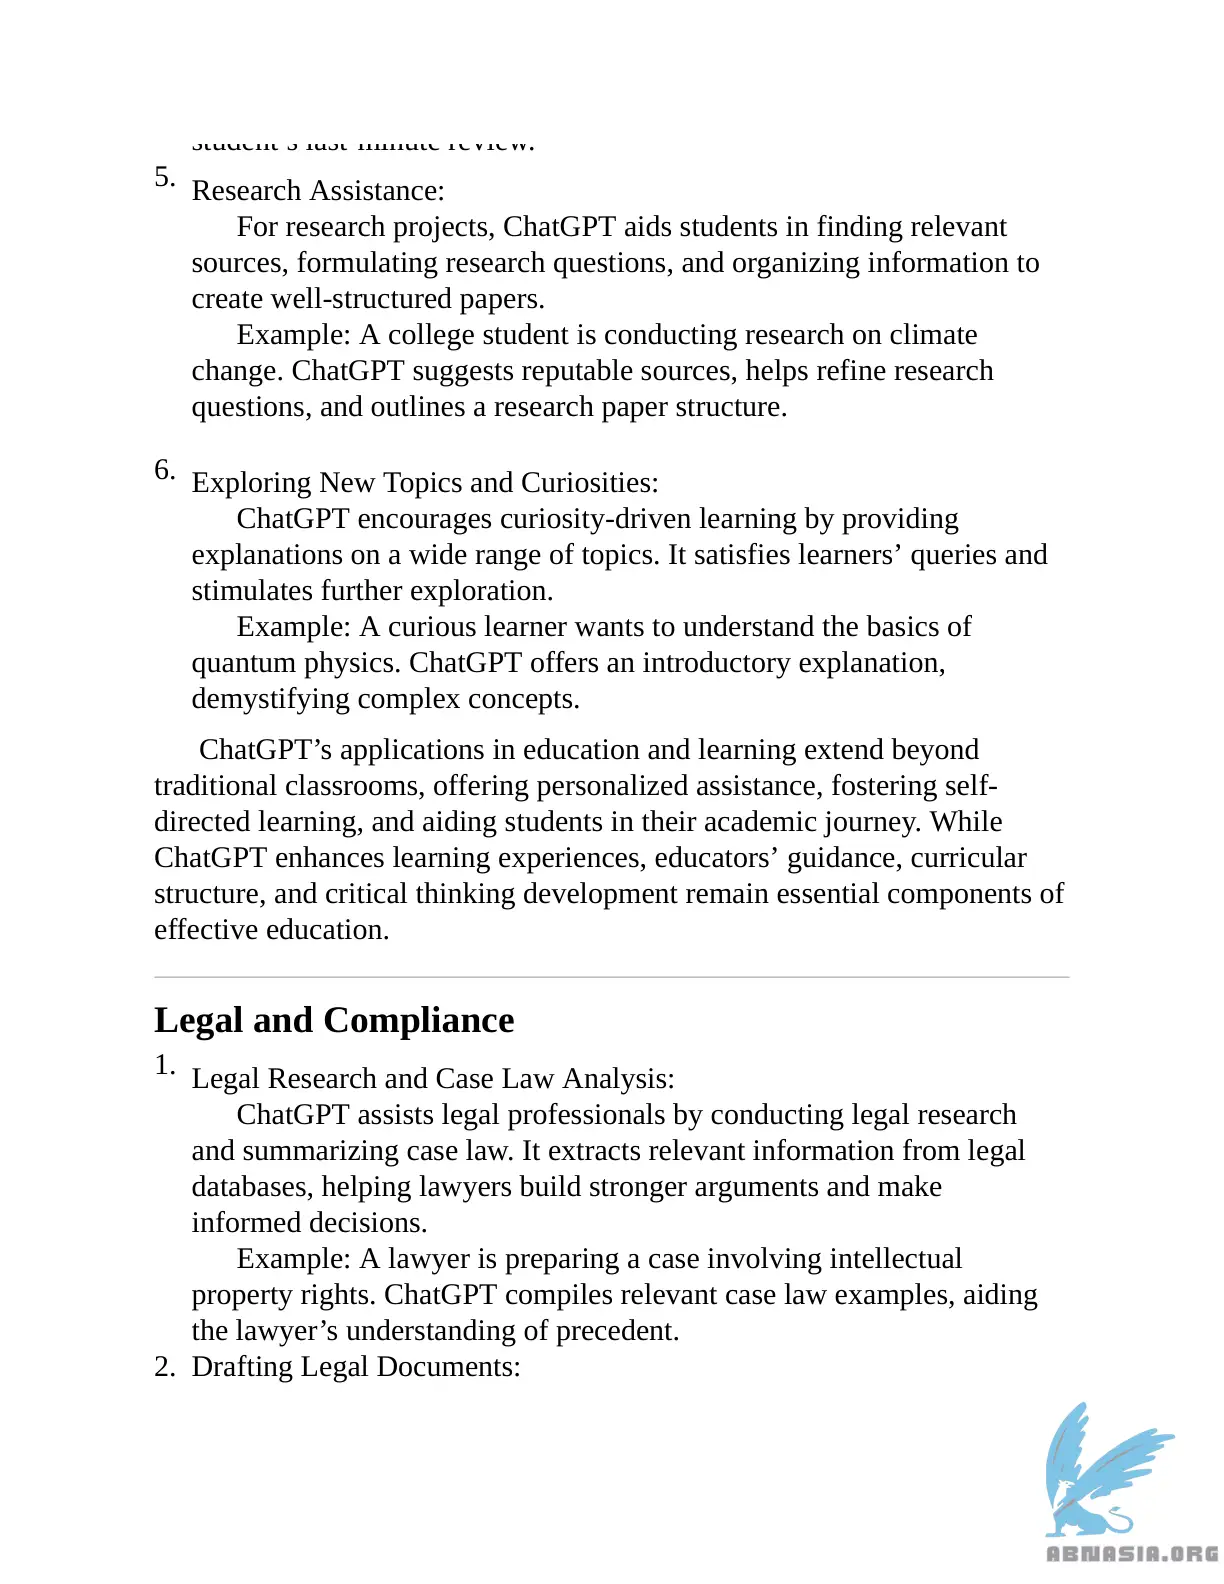 student's last-minute review.
5. Research Assistance:
For research projects, ChatGPT aids students in finding relevant
sources, formulating research questions, and organizing information to
create well-structured papers.
Example: A college student is conducting research on climate
change. ChatGPT suggests reputable sources, helps refine research
questions, and outlines a research paper structure.
6. Exploring New Topics and Curiosities:
ChatGPT encourages curiosity-driven learning by providing
explanations on a wide range of topics. It satisfies learners’ queries and
stimulates further exploration.
Example: A curious learner wants to understand the basics of
quantum physics. ChatGPT offers an introductory explanation,
demystifying complex concepts.
ChatGPT’s applications in education and learning extend beyond
traditional classrooms, offering personalized assistance, fostering self-
directed learning, and aiding students in their academic journey. While
ChatGPT enhances learning experiences, educators’ guidance, curricular
structure, and critical thinking development remain essential components of
effective education.
Legal and Compliance
1. Legal Research and Case Law Analysis:
ChatGPT assists legal professionals by conducting legal research
and summarizing case law. It extracts relevant information from legal
databases, helping lawyers build stronger arguments and make
informed decisions.
Example: A lawyer is preparing a case involving intellectual
property rights. ChatGPT compiles relevant case law examples, aiding
the lawyer’s understanding of precedent.
2. Drafting Legal Documents:
ABNASIA.ORG